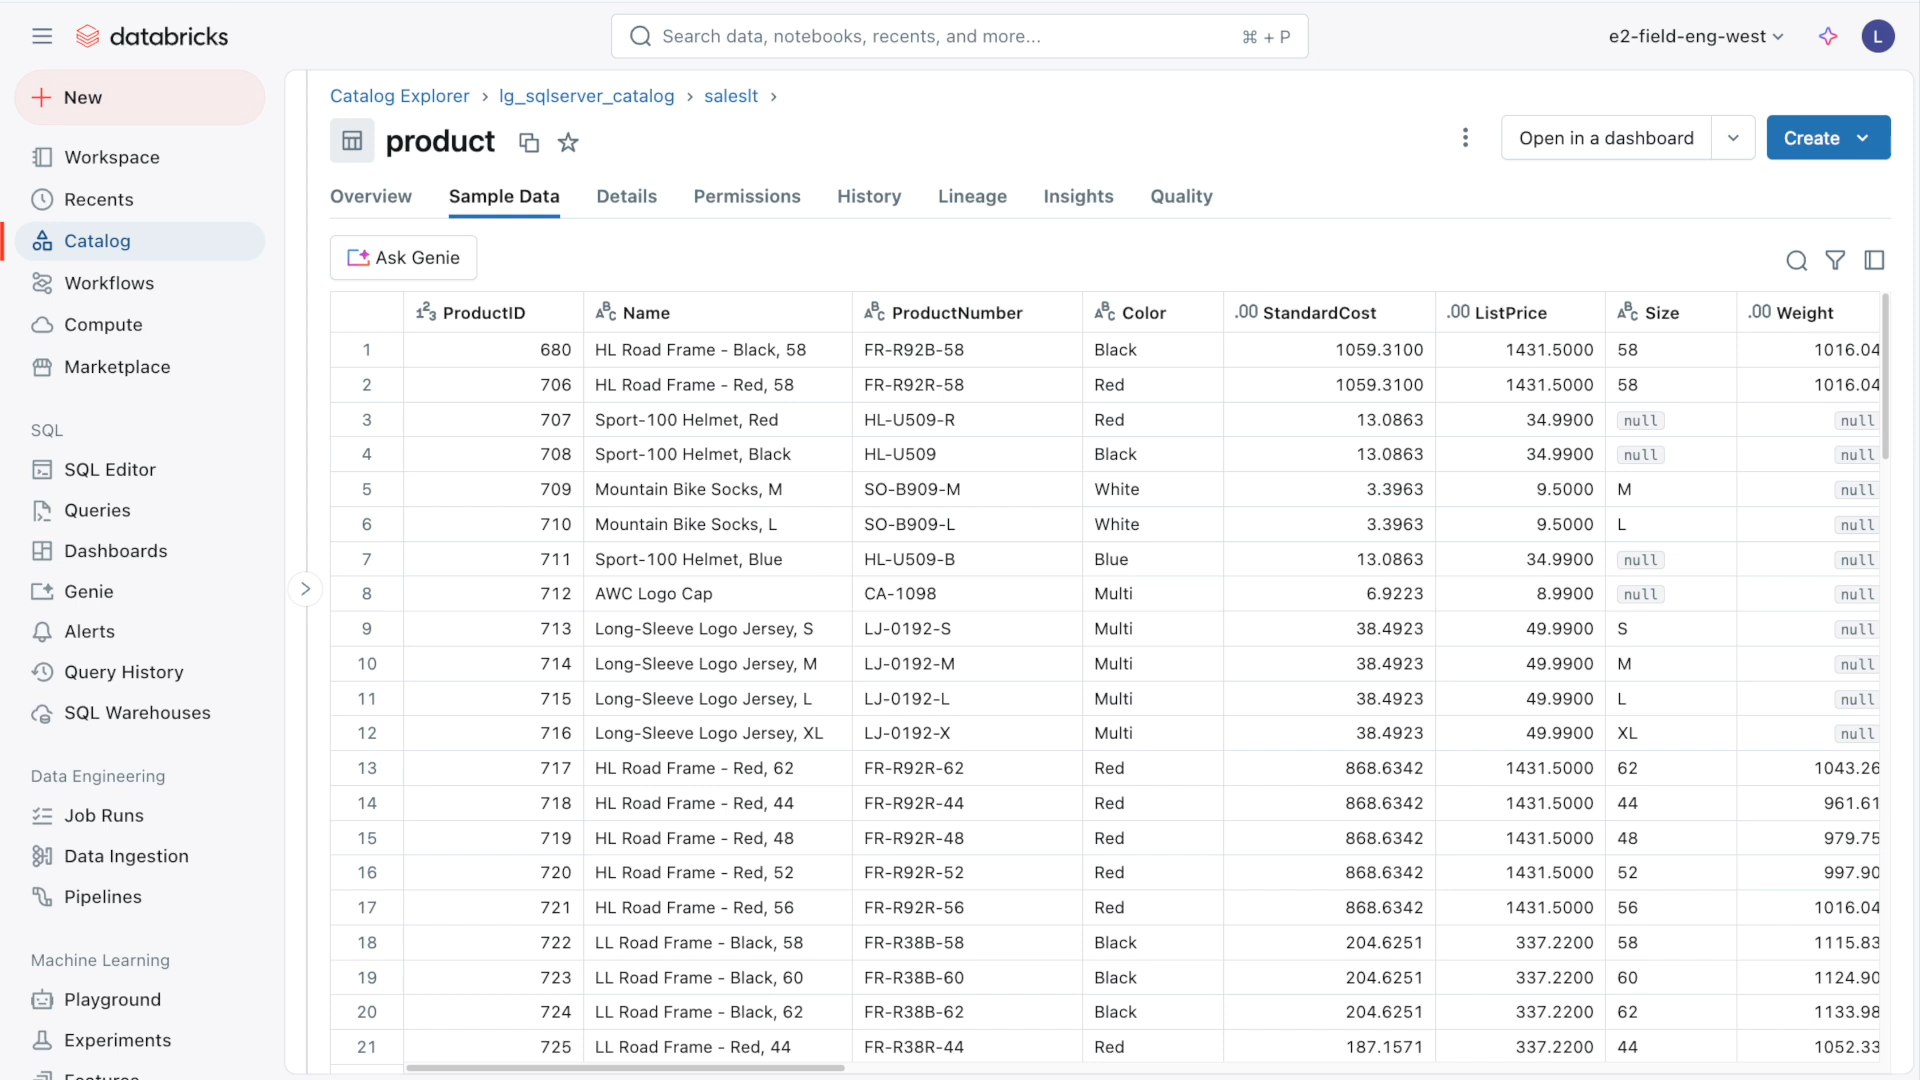 databricks
Search data, notebooks, recents, and more...
⌘ + P
e2-field-eng-west
L
New
Workspace
Recents
Catalog
Workflows
Compute
Marketplace
SQL
SQL Editor
Queries
Dashboards
Genie
Alerts
Query History
SQL Warehouses
Data Engineering
Job Runs
Data Ingestion
Pipelines
Machine Learning
Playground
Experiments
Features
Catalog Explorer › lg_sqlserver_catalog › saleslt ›
product
Open in a dashboard
Create
Overview Sample Data Details Permissions History Lineage Insights Quality
Ask Genie
ProductID Name ProductNumber Color .00 StandardCost .00 ListPrice Size .00 Weight
1 680 HL Road Frame - Black, 58 FR-R92B-58 Black 1059.3100 1431.5000 58 1016.04
2 706 HL Road Frame - Red, 58 FR-R92R-58 Red 1059.3100 1431.5000 58 1016.04
3 707 Sport-100 Helmet, Red HL-U509-R Red 13.0863 34.9900 null null
4 708 Sport-100 Helmet, Black HL-U509 Black 13.0863 34.9900 null null
5 709 Mountain Bike Socks, M SO-B909-M White 3.3963 9.5000 M null
6 710 Mountain Bike Socks, L SO-B909-L White 3.3963 9.5000 L null
7 711 Sport-100 Helmet, Blue HL-U509-B Blue 13.0863 34.9900 null null
8 712 AWC Logo Cap CA-1098 Multi 6.9223 8.9900 null null
9 713 Long-Sleeve Logo Jersey, S LJ-0192-S Multi 38.4923 49.9900 S null
10 714 Long-Sleeve Logo Jersey, M LJ-0192-M Multi 38.4923 49.9900 M null
11 715 Long-Sleeve Logo Jersey, L LJ-0192-L Multi 38.4923 49.9900 L null
12 716 Long-Sleeve Logo Jersey, XL LJ-0192-X Multi 38.4923 49.9900 XL null
13 717 HL Road Frame - Red, 62 FR-R92R-62 Red 868.6342 1431.5000 62 1043.26
14 718 HL Road Frame - Red, 44 FR-R92R-44 Red 868.6342 1431.5000 44 961.61
15 719 HL Road Frame - Red, 48 FR-R92R-48 Red 868.6342 1431.5000 48 979.75
16 720 HL Road Frame - Red, 52 FR-R92R-52 Red 868.6342 1431.5000 52 997.90
17 721 HL Road Frame - Red, 56 FR-R92R-56 Red 868.6342 1431.5000 56 1016.04
18 722 LL Road Frame - Black, 58 FR-R38B-58 Black 204.6251 337.2200 58 1115.83
19 723 LL Road Frame - Black, 60 FR-R38B-60 Black 204.6251 337.2200 60 1124.90
20 724 LL Road Frame - Black, 62 FR-R38B-62 Black 204.6251 337.2200 62 1133.98
21 725 LL Road Frame - Red, 44 FR-R38R-44 Red 187.1571 337.2200 44 1052.33